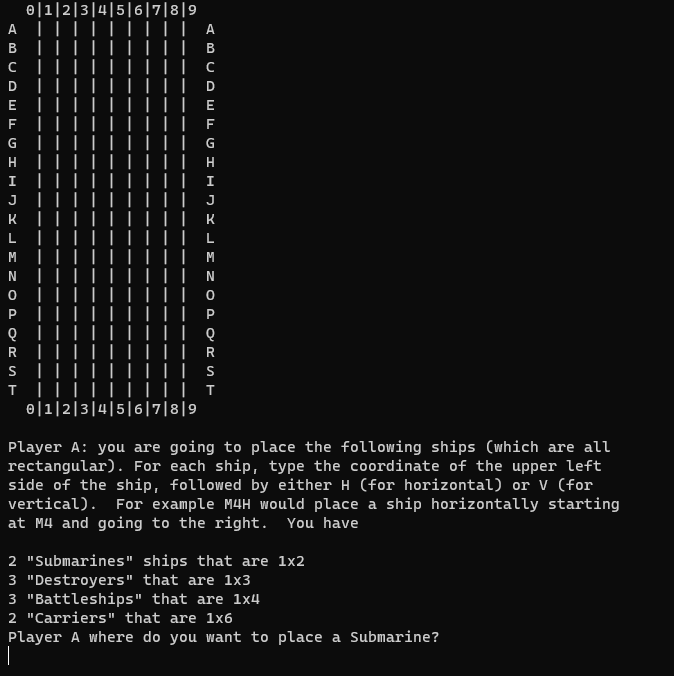 0|1|2|3|4|5|6|7|8|9
A  | | | | | | | | |  A
B  | | | | | | | | |  B
C  | | | | | | | | |  C
D  | | | | | | | | |  D
E  | | | | | | | | |  E
F  | | | | | | | | |  F
G  | | | | | | | | |  G
H  | | | | | | | | |  H
I  | | | | | | | | |  I
J  | | | | | | | | |  J
K  | | | | | | | | |  K
L  | | | | | | | | |  L
M  | | | | | | | | |  M
N  | | | | | | | | |  N
O  | | | | | | | | |  O
P  | | | | | | | | |  P
Q  | | | | | | | | |  Q
R  | | | | | | | | |  R
S  | | | | | | | | |  S
T  | | | | | | | | |  T
  0|1|2|3|4|5|6|7|8|9
Player A: you are going to place the following ships (which are all
rectangular). For each ship, type the coordinate of the upper left
side of the ship, followed by either H (for horizontal) or V (for
vertical).  For example M4H would place a ship horizontally starting
at M4 and going to the right.  You have
2 "Submarines" ships that are 1x2
3 "Destroyers" that are 1x3
3 "Battleships" that are 1x4
2 "Carriers" that are 1x6
Player A where do you want to place a Submarine?